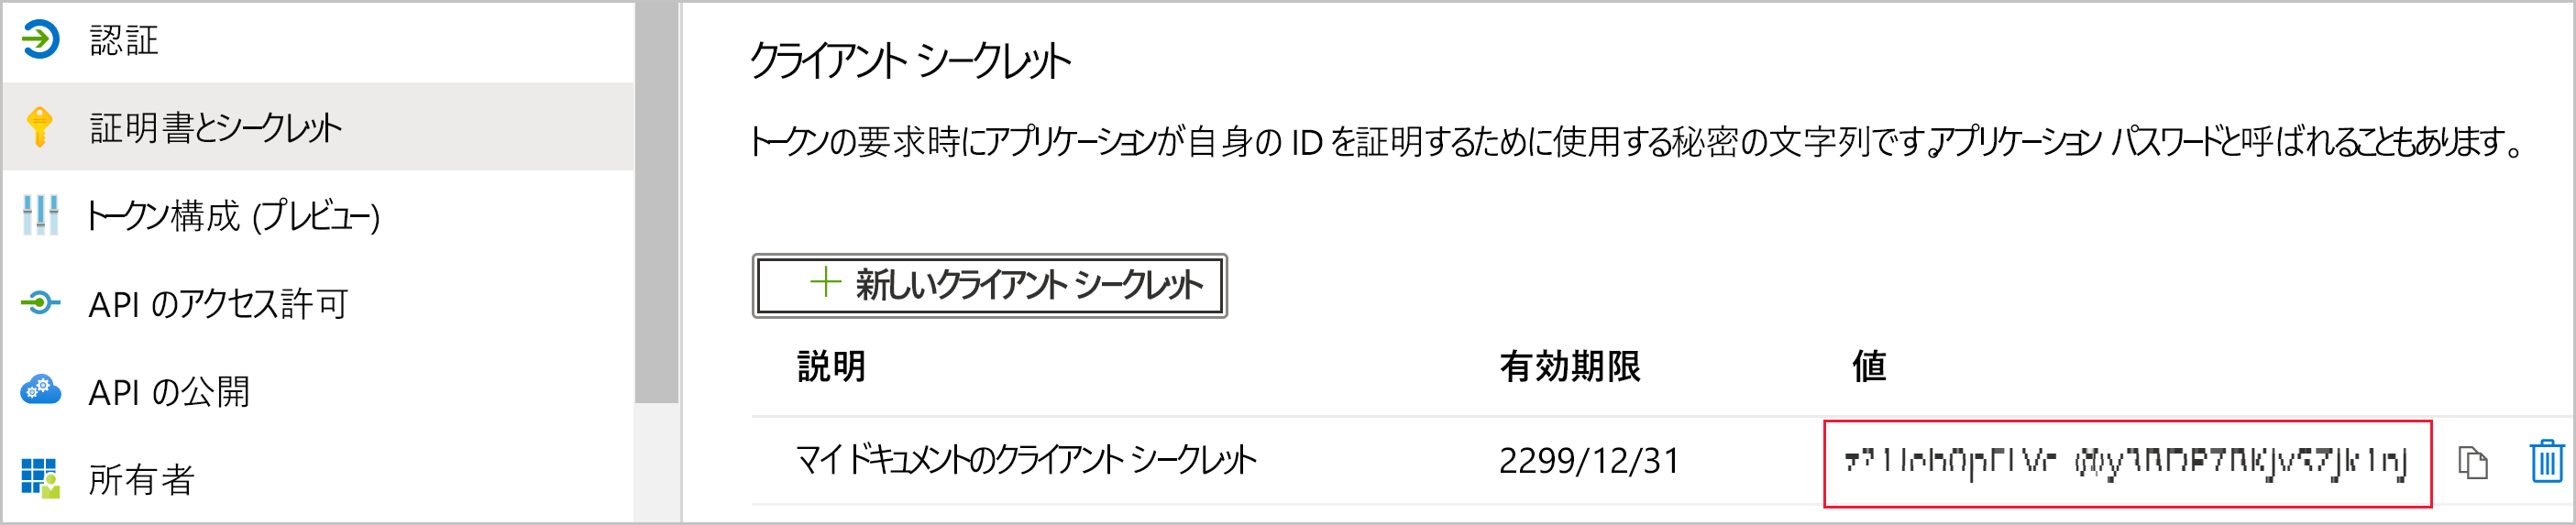 認証
証明書とシークレット
トークン構成 (プレビュー)
API のアクセス許可
API の公開
所有者
クライアント シークレット
トークンの要求時にアプリケーションが自身の ID を証明するために使用する秘密の文字列です。アプリケーション パスワードと呼ばれることもあります。
+ 新しいクライアント シークレット
説明 有効期限 値
マイ ドキュメントのクライアント シークレット 2299/12/31